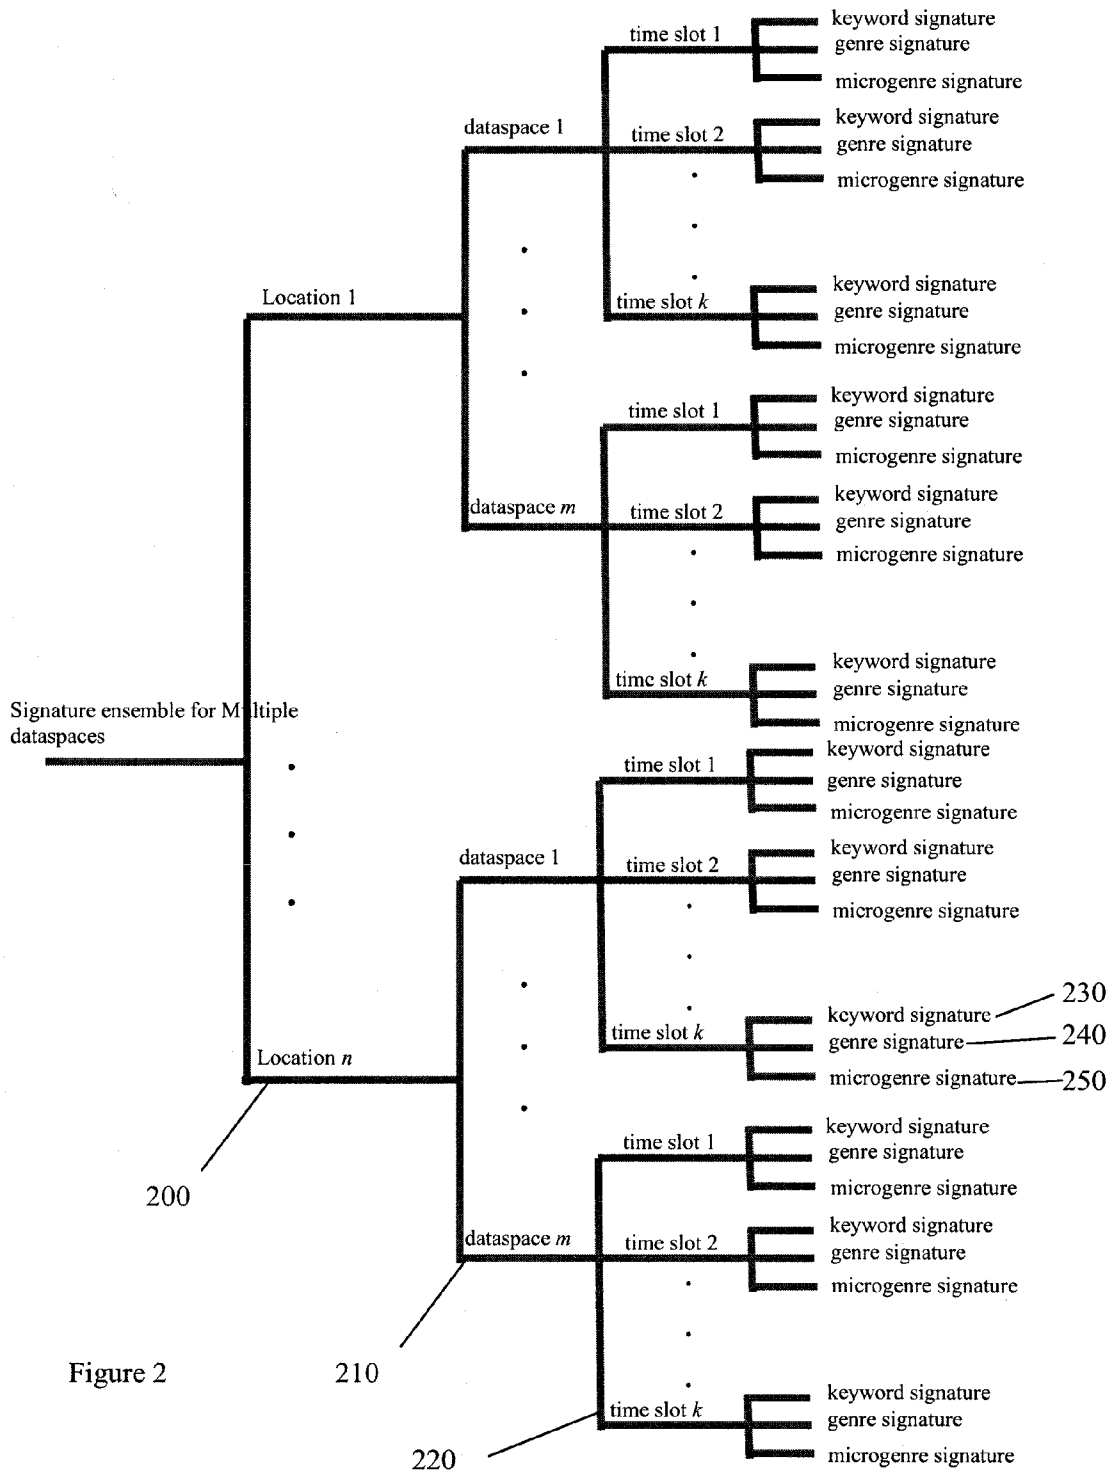 keyword signature
time slot 1
genre signature
microgenre signature
keyword signature
dataspace 1
time slot 2
genre signature
microgenre signature
keyword signature
Location 1
time slot k
genre signature
microgenre signature
keyword signature
time slot 1
genre signature
microgenre signature
keyword signature
dataspace m
time slot 2
genre signature
microgenre signature
keyword signature
time slot k
genre signature
microgenre signature
Signature ensemble for Multiple
dataspaces
keyword signature
time slot 1
genre signature
microgenre signature
keyword signature
dataspace 1
time slot 2
genre signature
microgenre signature
230
keyword signature
time slot k
genre signature
240
Location n
microgenre signature
250
keyword signature
time slot 1
genre signature
microgenre signature
200
keyword signature
dataspace m
time slot 2
genre signature
microgenre signature
Figure 2
210
keyword signature
time slot k
genre signature
microgenre signature
220